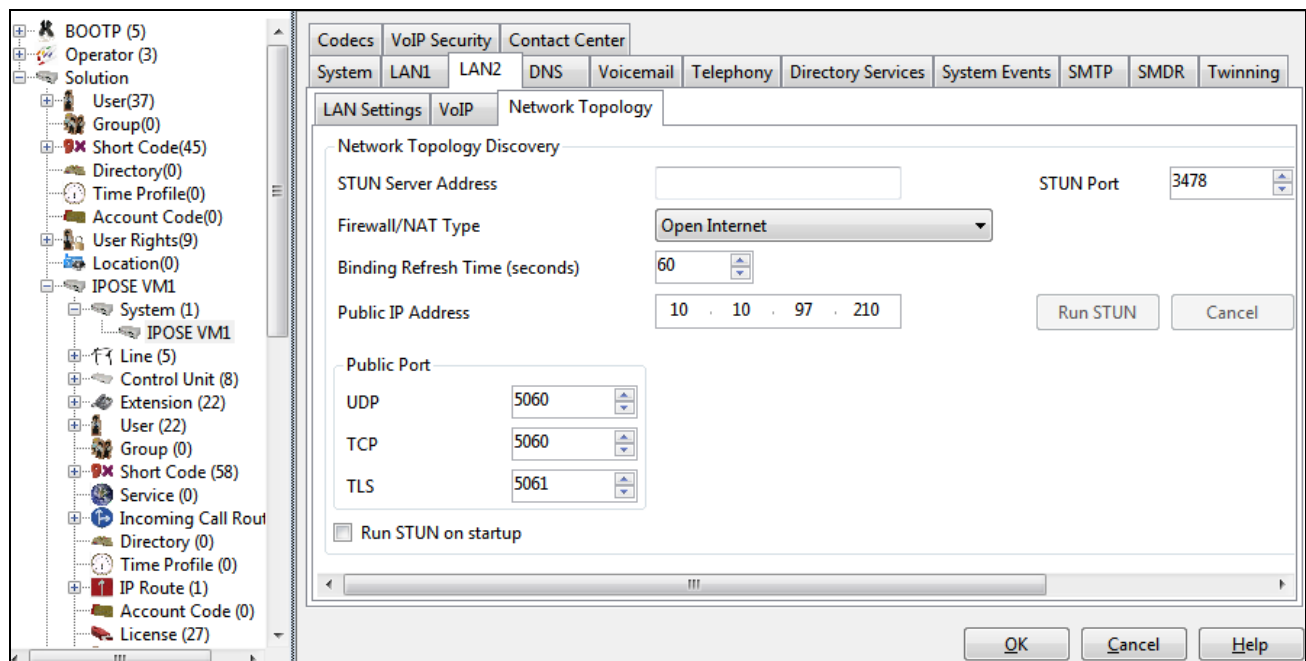 BOOTP (5)
Operator (3)
Solution
User(37)
Group(0)
Short Code(45)
Directory(0)
Time Profile(0)
Account Code(0)
User Rights(9)
Location(0)
IPOSE VM1
System (1)
IPOSE VM1
Line (5)
Control Unit (8)
Extension (22)
User (22)
Group (0)
Short Code (58)
Service (0)
Incoming Call Rout
Directory (0)
Time Profile (0)
IP Route (1)
Account Code (0)
License (27)
Codecs VoIP Security Contact Center
System LAN1 LAN2 DNS Voicemail Telephony Directory Services System Events SMTP SMDR Twinning
LAN Settings VoIP Network Topology
Network Topology Discovery
STUN Server Address STUN Port 3478
Firewall/NAT Type Open Internet
Binding Refresh Time (seconds) 60
Public IP Address 10 . 10 . 97 . 210 Run STUN Cancel
Public Port
UDP 5060
TCP 5060
TLS 5061
Run STUN on startup
OK Cancel Help